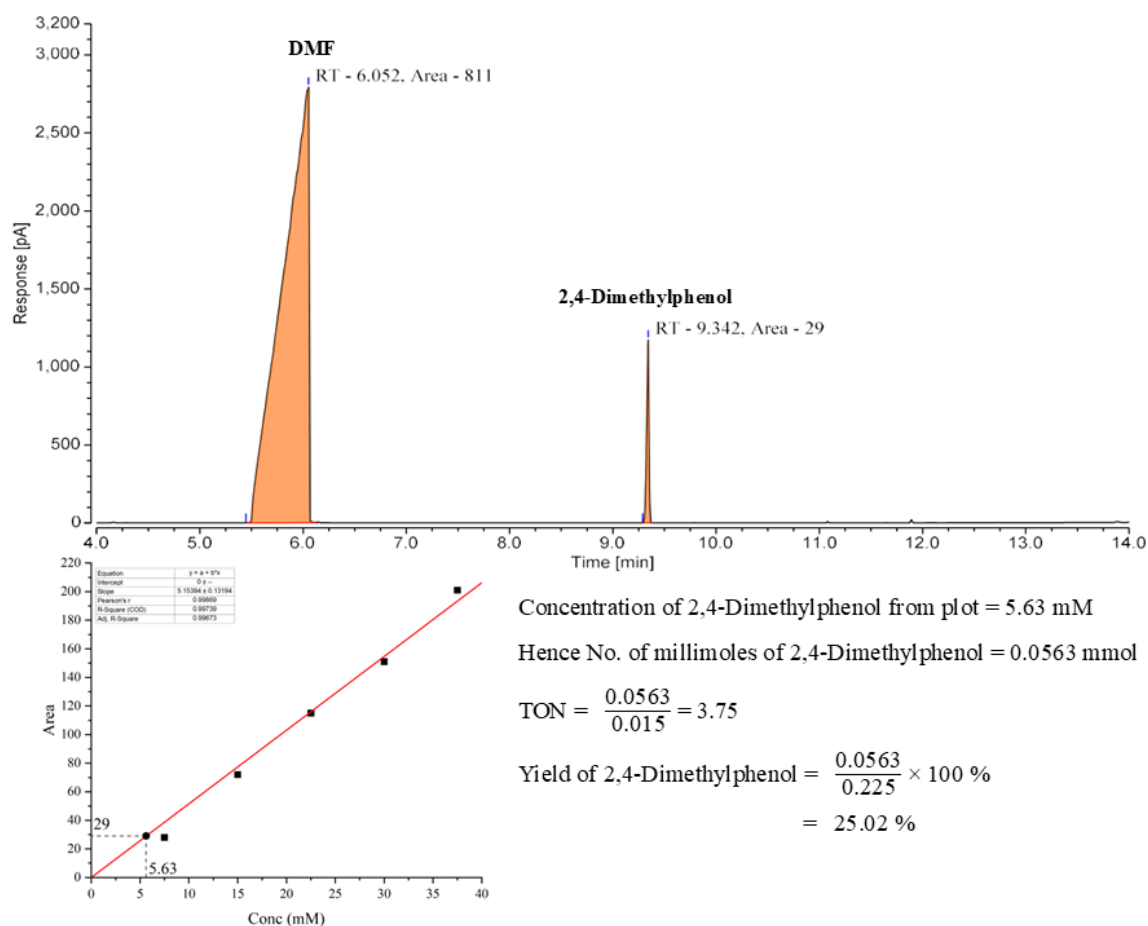 3,200
3,000
2,500
2,000
1,500
1,000
500
0
Response [pA]
DMF
RT - 6.052, Area - 811
2,4-Dimethylphenol
RT - 9.342, Area - 29
4.0 5.0 6.0 7.0 8.0 9.0 10.0 11.0 12.0 13.0 14.0
Time [min]
220
200
180
160
140
120
100
80
60
40
20
0
Area
Equation y = a + b*x
Intercept 0 ± --
Slope 5.15394 ± 0.13194
Pearson's r 0.99869
R-Square (COD) 0.99739
Adj. R-Square 0.99673
29
5.63
0 5 10 15 20 25 30 35 40
Conc (mM)
Concentration of 2,4-Dimethylphenol from plot = 5.63 mM
Hence No. of millimoles of 2,4-Dimethylphenol = 0.0563 mmol
TON = 0.0563/0.015 = 3.75
Yield of 2,4-Dimethylphenol = 0.0563/0.225 × 100 %
= 25.02 %